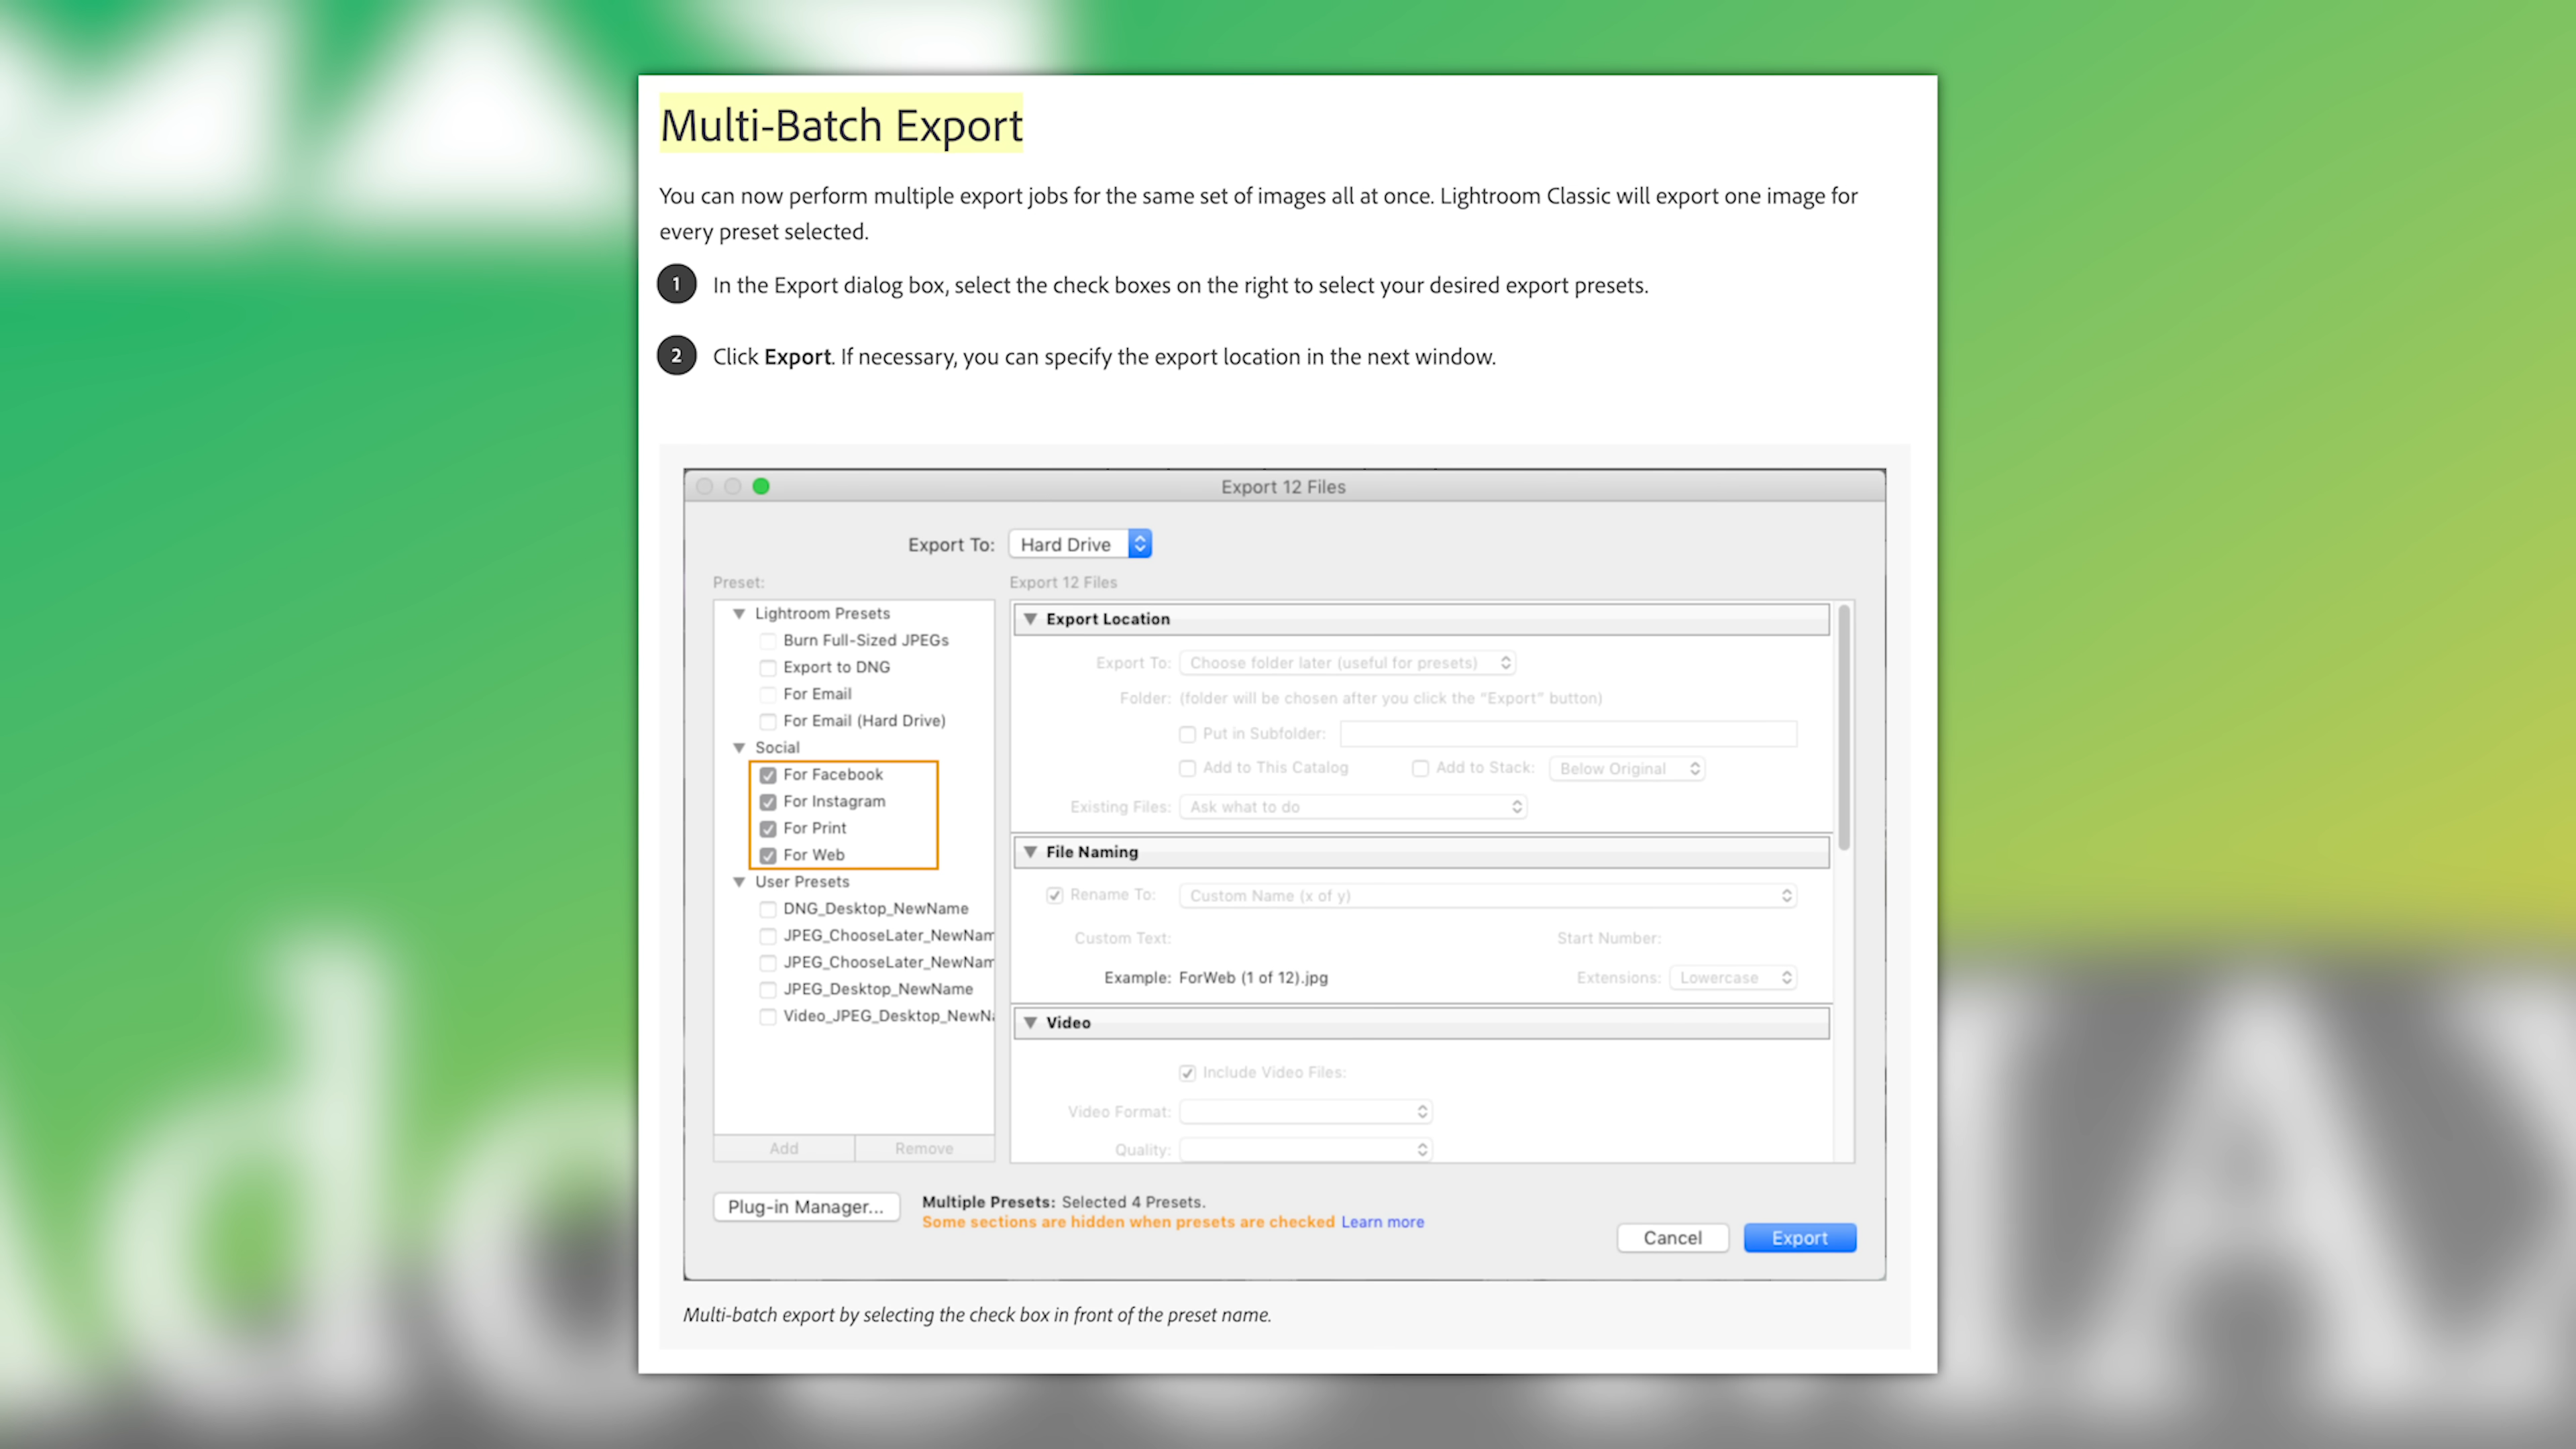 Multi-Batch Export
You can now perform multiple export jobs for the same set of images all at once. Lightroom Classic will export one image for
every preset selected.
1 In the Export dialog box, select the check boxes on the right to select your desired export presets.
2 Click Export. If necessary, you can specify the export location in the next window.
Export 12 Files
Export To: Hard Drive
Preset:
Lightroom Presets
Burn Full-Sized JPEGs
Export to DNG
For Email
For Email (Hard Drive)
Social
For Facebook
For Instagram
For Print
For Web
User Presets
DNG_Desktop_NewName
JPEG_ChooseLater_NewNam
JPEG_ChooseLater_NewNam
JPEG_Desktop_NewName
Video_JPEG_Desktop_NewNa
Add Remove
Export 12 Files
Export Location
Export To: Choose folder later (useful for presets)
Folder: (folder will be chosen after you click the "Export" button)
Put in Subfolder:
Add to This Catalog Add to Stack: Below Original
Existing Files: Ask what to do
File Naming
Rename To: Custom Name (x of y)
Custom Text: Start Number:
Example: ForWeb (1 of 12).jpg Extensions: Lowercase
Video
Include Video Files:
Video Format:
Quality:
Plug-in Manager...
Multiple Presets: Selected 4 Presets.
Some sections are hidden when presets are checked Learn more
Cancel Export
Multi-batch export by selecting the check box in front of the preset name.